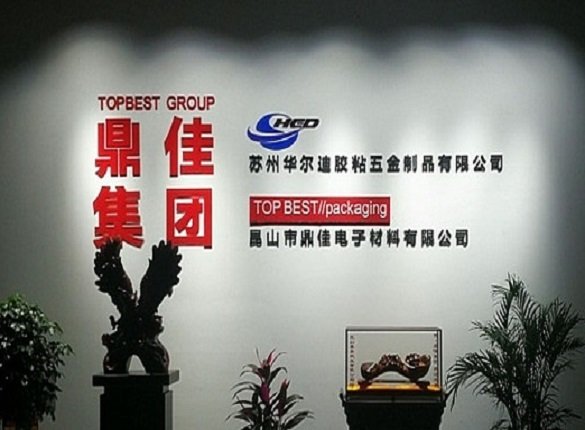 TOPBEST GROUP
鼎佳
集团
HED
苏州华尔迪胶粘五金制品有限公司
TOP BEST//packaging
昆山市鼎佳电子材料有限公司